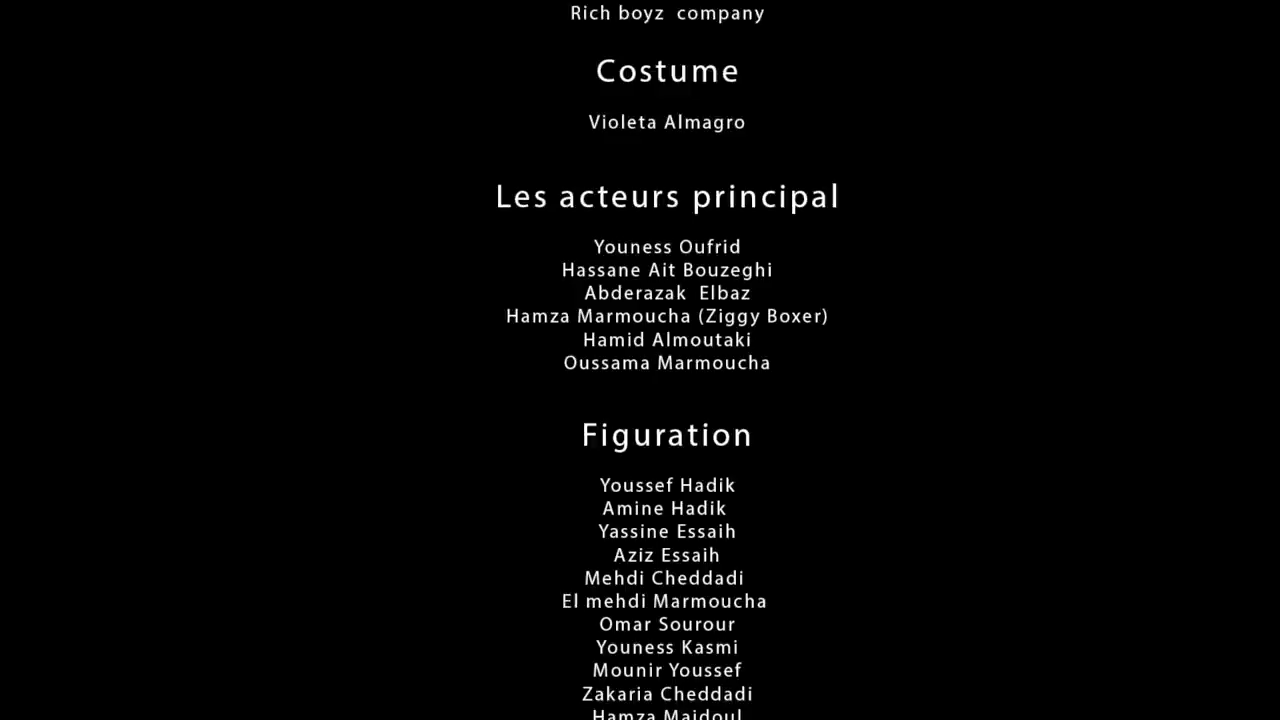 Rich boyz company
Costume
Violeta Almagro
Les acteurs principal
Youness Oufrid
Hassane Ait Bouzeghi
Abderazak Elbaz
Hamza Marmoucha (Ziggy Boxer)
Hamid Almoutaki
Oussama Marmoucha
Figuration
Youssef Hadik
Amine Hadik
Yassine Essaih
Aziz Essaih
Mehdi Cheddadi
El mehdi Marmoucha
Omar Sourour
Youness Kasmi
Mounir Youssef
Zakaria Cheddadi
Hamza